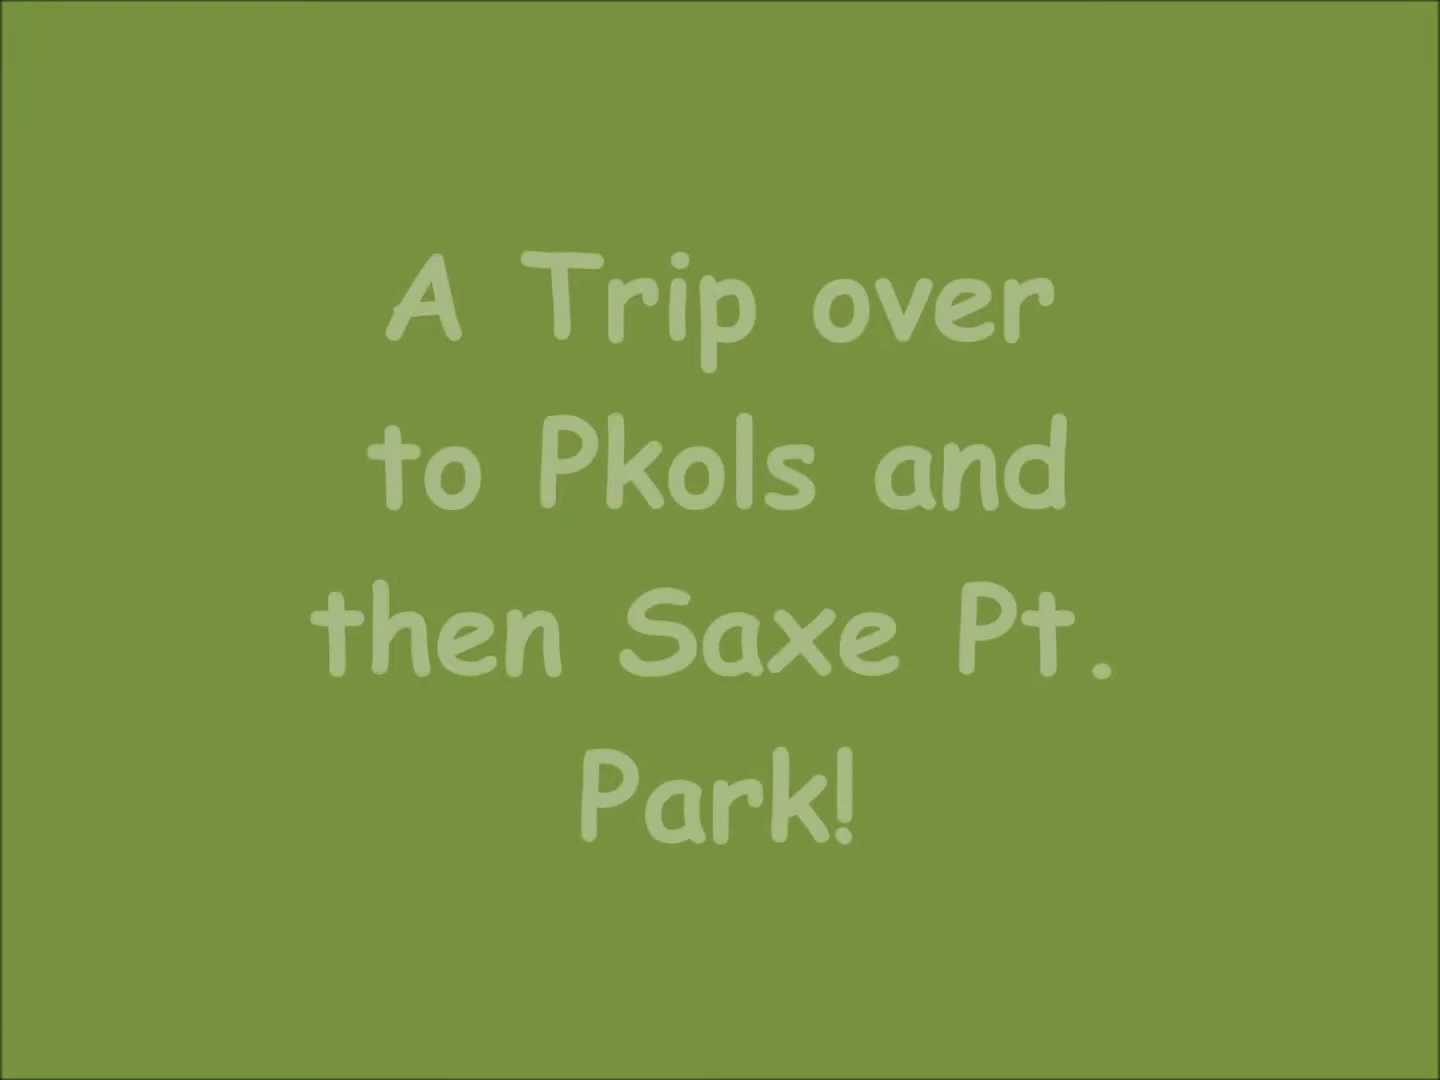 A Trip over
to Pkols and
then Saxe Pt.
Park!